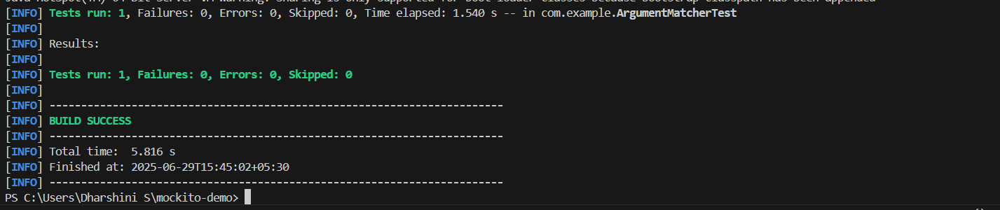 [INFO] Tests run: 1, Failures: 0, Errors: 0, Skipped: 0, Time elapsed: 1.540 s -- in com.example.ArgumentMatcherTest
[INFO]
[INFO] Results:
[INFO]
[INFO] Tests run: 1, Failures: 0, Errors: 0, Skipped: 0
[INFO]
[INFO] ------------------------------------------------------------------------
[INFO] BUILD SUCCESS
[INFO] ------------------------------------------------------------------------
[INFO] Total time:  5.816 s
[INFO] Finished at: 2025-06-29T15:45:02+05:30
[INFO] ------------------------------------------------------------------------
PS C:\Users\Dharshini S\mockito-demo>